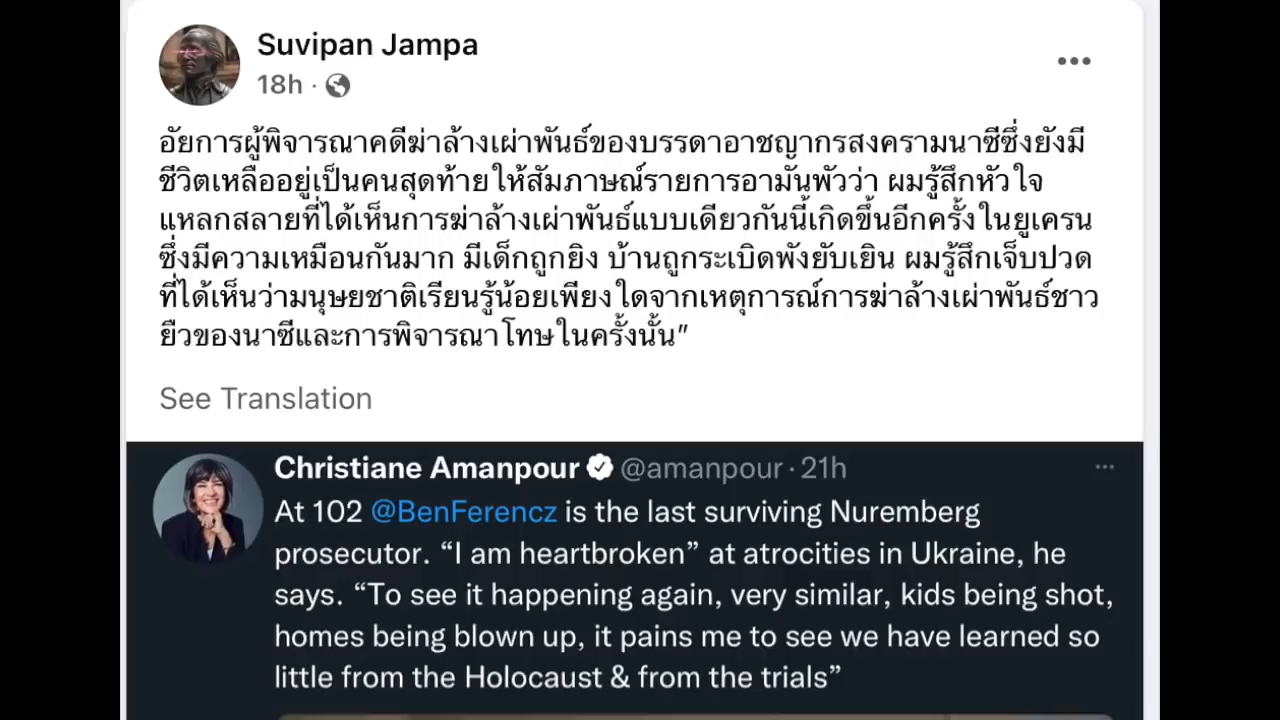 Suvipan Jampa
18h ·
อัยการผู้พิจารณาคดีฆ่าล้างเผ่าพันธ์ของบรรดาอาชญากรสงครามนาซีซึ่งยังมี
ชีวิตเหลืออยู่เป็นคนสุดท้ายให้สัมภาษณ์รายการอามันพัวว่า ผมรู้สึกหัวใจ
แหลกสลายที่ได้เห็นการฆ่าล้างเผ่าพันธ์แบบเดียวกันนี้เกิดขึ้นอีกครั้งในยูเครน
ซึ่งมีความเหมือนกันมาก มีเด็กถูกยิง บ้านถูกระเบิดพังยับเยิน ผมรู้สึกเจ็บปวด
ที่ได้เห็นว่ามนุษยชาติเรียนรู้น้อยเพียงใดจากเหตุการณ์การฆ่าล้างเผ่าพันธ์ชาว
ยิวของนาซีและการพิจารณาโทษในครั้งนั้น”
See Translation
Christiane Amanpour @amanpour · 21h
At 102 @BenFerencz is the last surviving Nuremberg
prosecutor. “I am heartbroken” at atrocities in Ukraine, he
says. “To see it happening again, very similar, kids being shot,
homes being blown up, it pains me to see we have learned so
little from the Holocaust & from the trials”